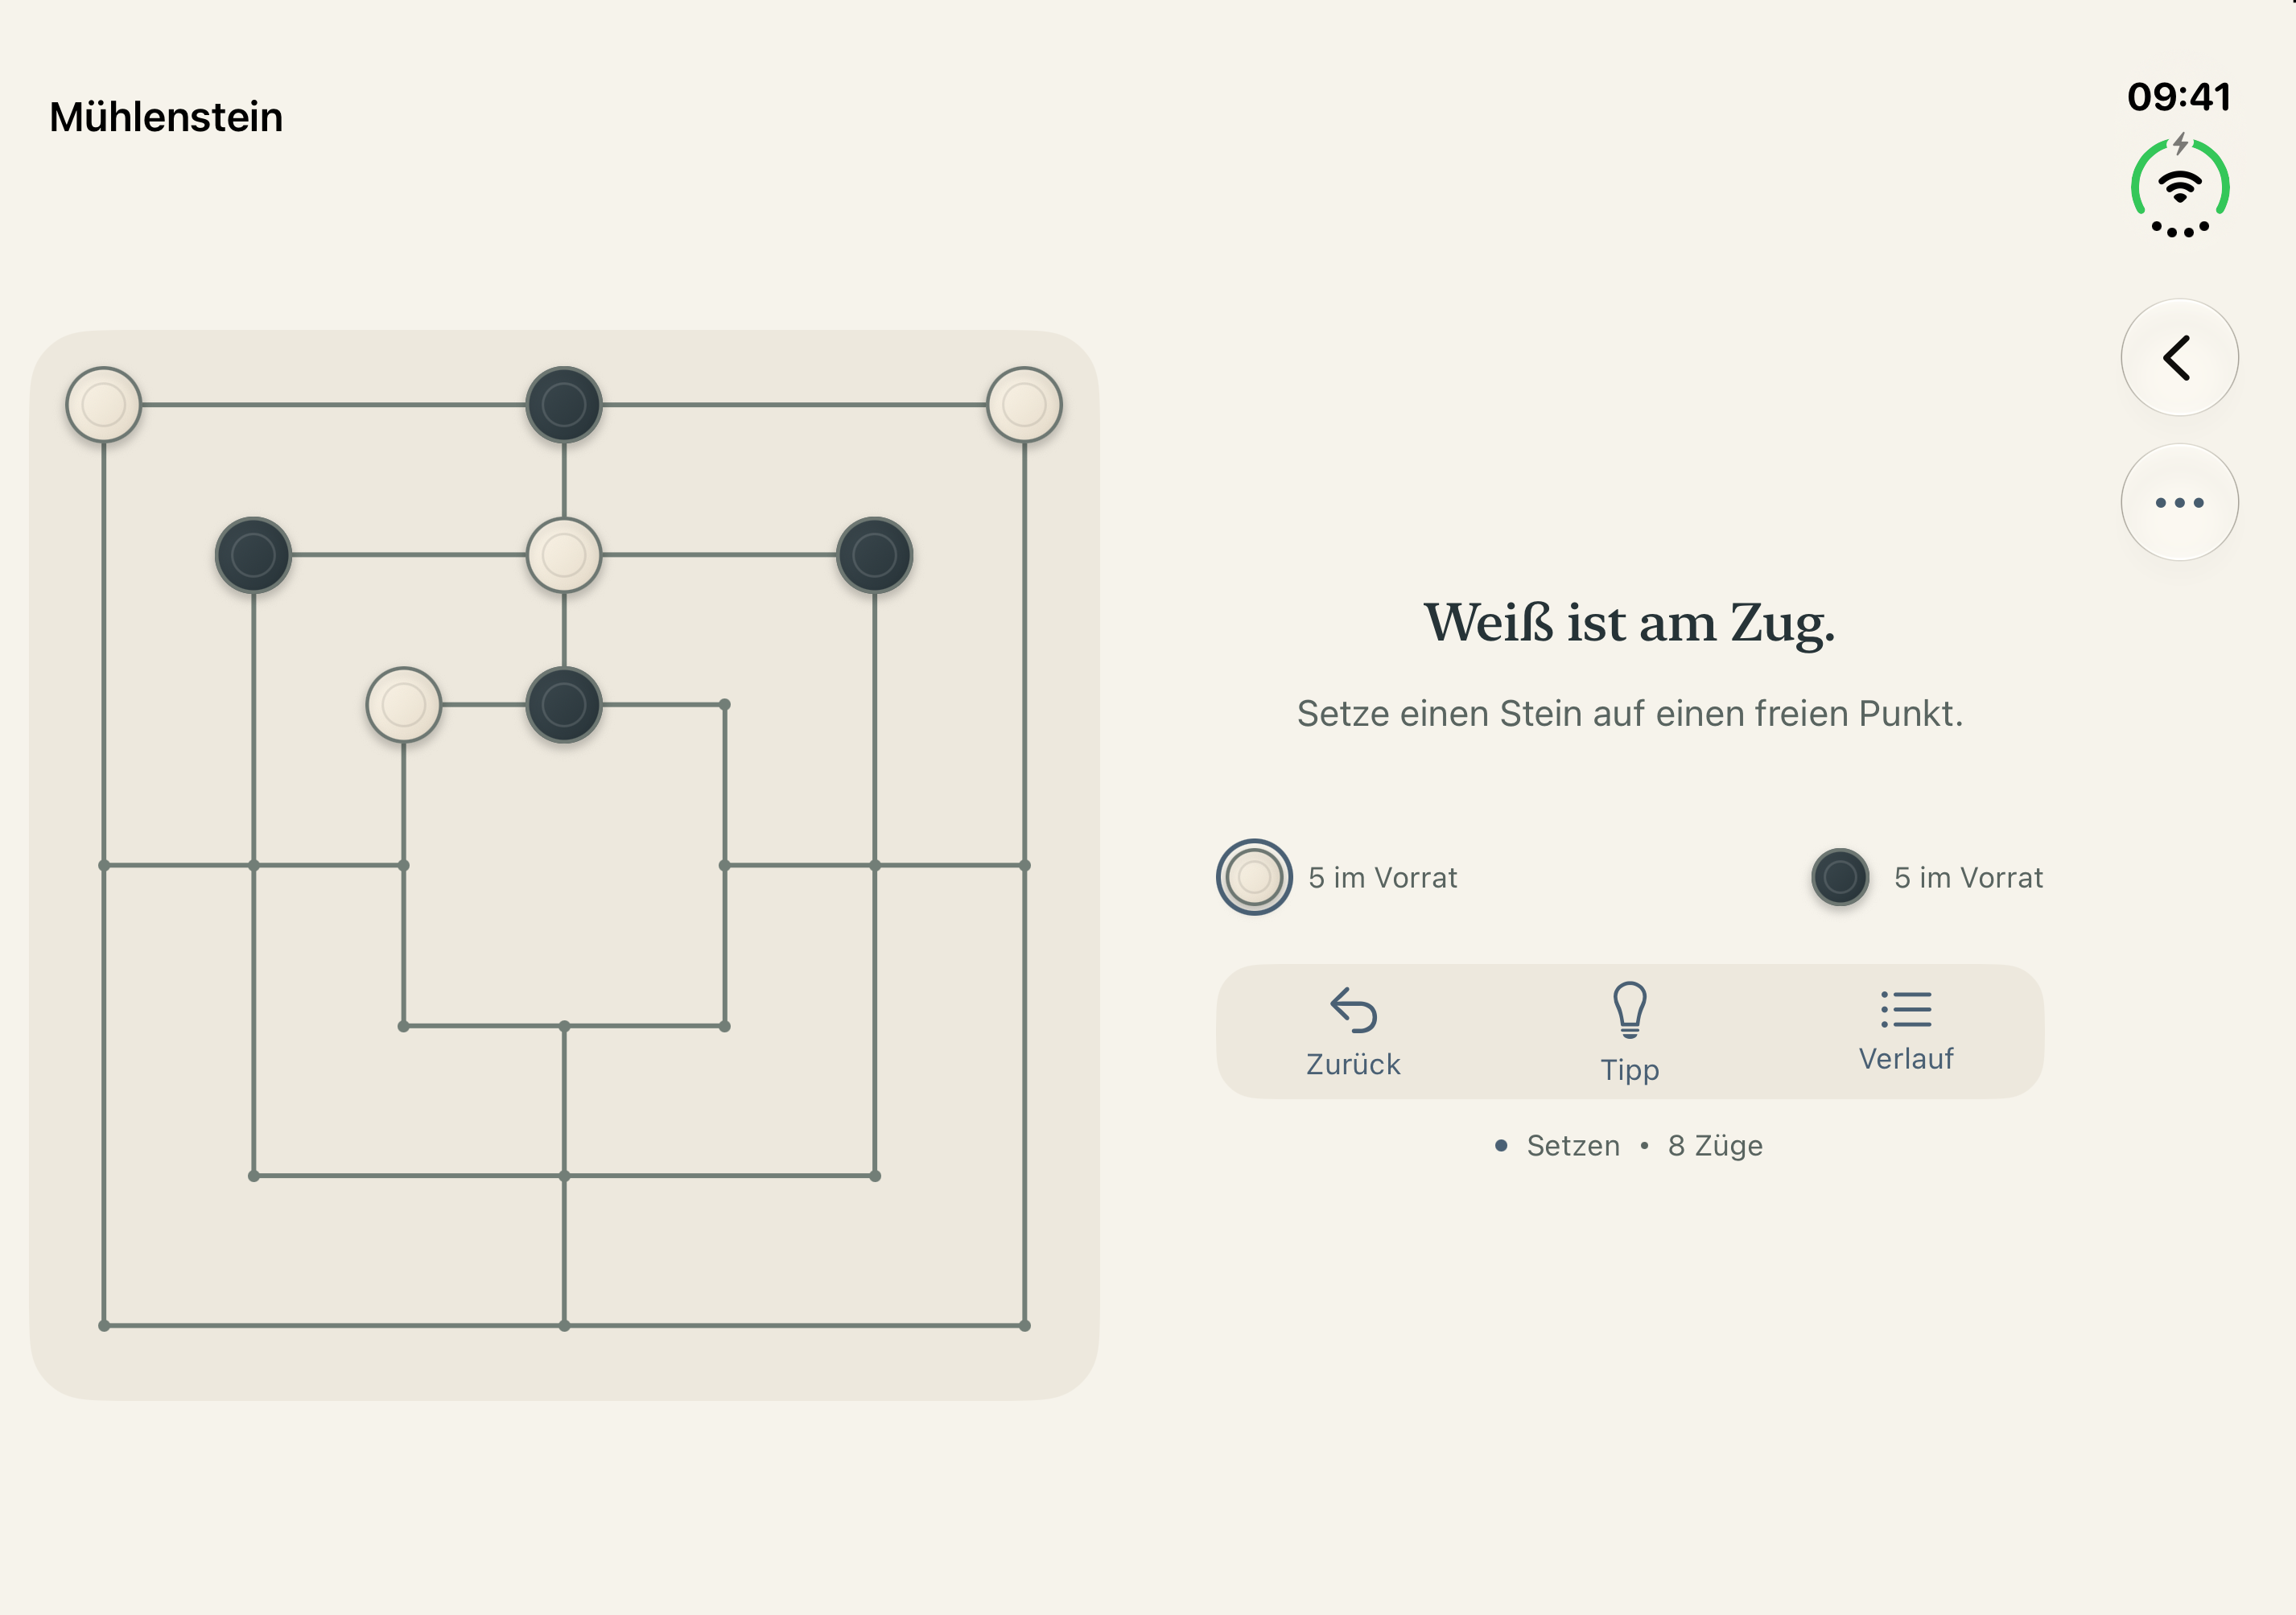 Mühlenstein
09:41
Weiß ist am Zug.
Setze einen Stein auf einen freien Punkt.
5 im Vorrat
5 im Vorrat
Zurück
Tipp
Verlauf
Setzen • 8 Züge